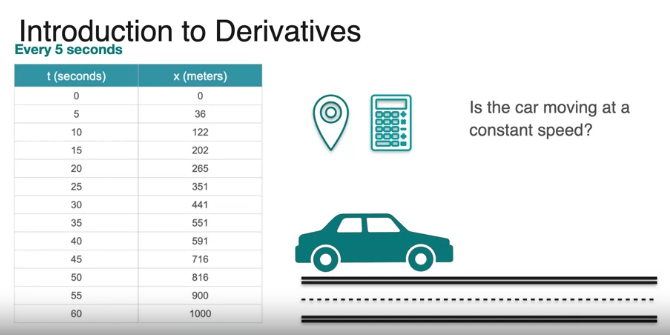 Introduction to Derivatives
Every 5 seconds
t (seconds) x (meters)
0 0
5 36
10 122
15 202
20 265
25 351
30 441
35 551
40 591
45 716
50 816
55 900
60 1000
Is the car moving at a
constant speed?